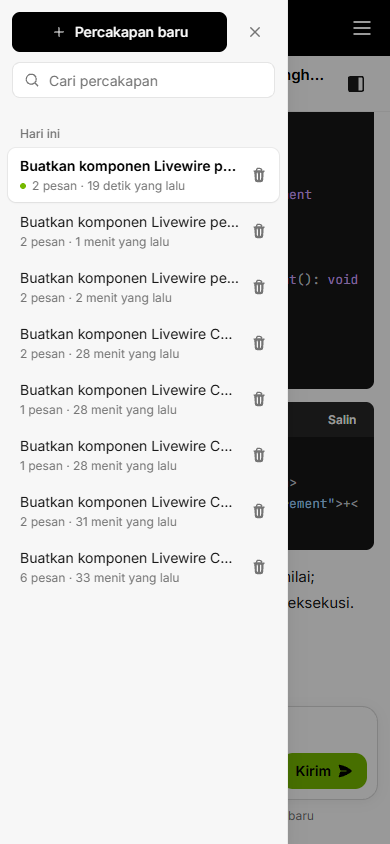 Percakapan baru
Cari percakapan
Hari ini
Buatkan komponen Livewire p...
2 pesan · 19 detik yang lalu
Buatkan komponen Livewire pe...
2 pesan · 1 menit yang lalu
Buatkan komponen Livewire pe...
2 pesan · 2 menit yang lalu
Buatkan komponen Livewire C...
2 pesan · 28 menit yang lalu
Buatkan komponen Livewire C...
1 pesan · 28 menit yang lalu
Buatkan komponen Livewire C...
1 pesan · 28 menit yang lalu
Buatkan komponen Livewire C...
2 pesan · 31 menit yang lalu
Buatkan komponen Livewire C...
6 pesan · 33 menit yang lalu
ngh...
ent
t(): void
Salin
>
ement">+<
nilai;
eksekusi.
Kirim
baru